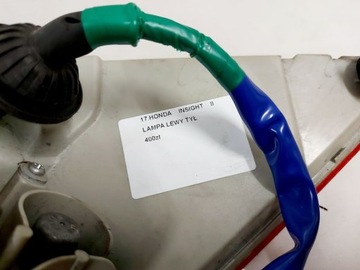 17.HONDA INSIGHT II
LAMPA LEWY TYŁ
400zł